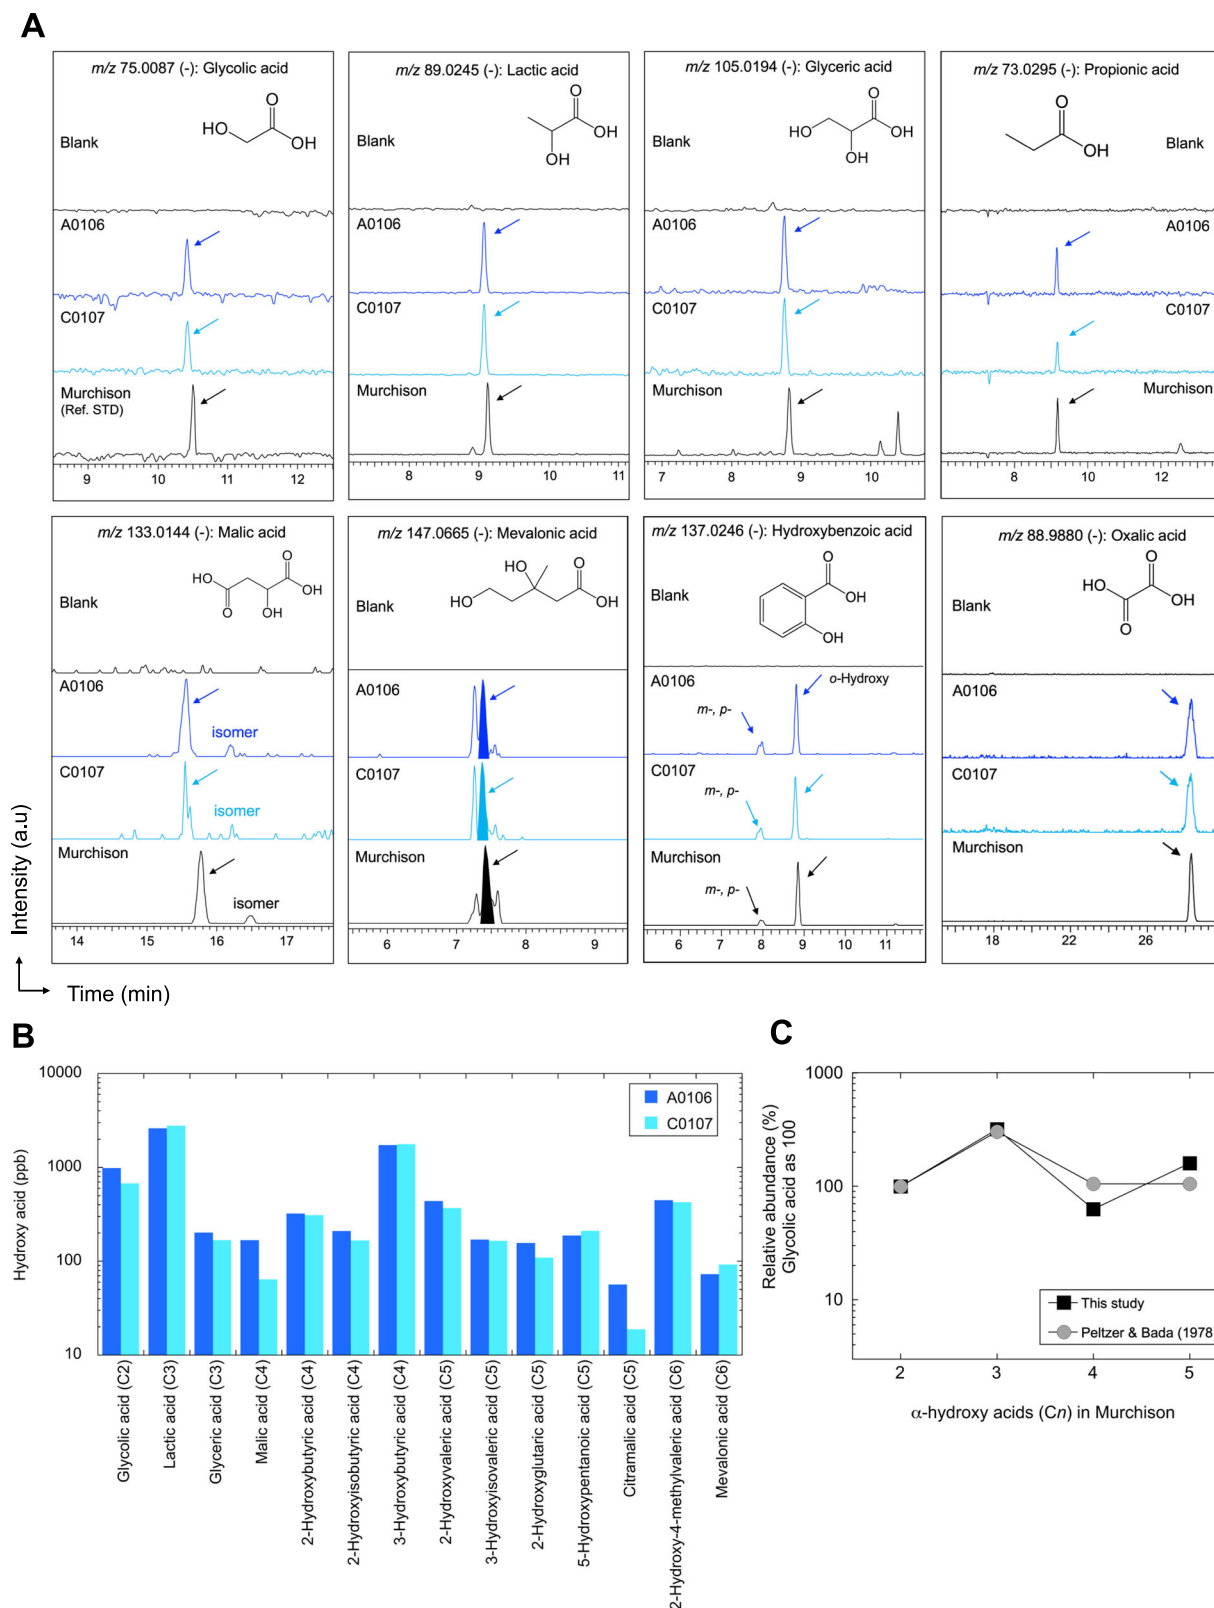 A
m/z 75.0087 (-): Glycolic acid
O
HO
OH
Blank
A0106
C0107
Murchison
(Ref. STD)
9 10 11 12
m/z 89.0245 (-): Lactic acid
O
OH
OH
Blank
A0106
C0107
Murchison
8 9 10 11
m/z 105.0194 (-): Glyceric acid
O
HO
OH
OH
Blank
A0106
C0107
Murchison
7 8 9 10
m/z 73.0295 (-): Propionic acid
O
OH
Blank
A0106
C0107
Murchison
8 10 12
m/z 133.0144 (-): Malic acid
O
HO
OH
O
OH
Blank
A0106
isomer
C0107
isomer
Murchison
isomer
14 15 16 17
m/z 147.0665 (-): Mevalonic acid
HO
O
HO
OH
Blank
A0106
C0107
Murchison
6 7 8 9
m/z 137.0246 (-): Hydroxybenzoic acid
O
OH
OH
Blank
A0106
o-Hydroxy
m-, p-
C0107
m-, p-
Murchison
m-, p-
6 7 8 9 10 11
m/z 88.9880 (-): Oxalic acid
O
HO
OH
O
Blank
A0106
C0107
Murchison
18 22 26
Intensity (a.u)
Time (min)
B
Hydroxy acid (ppb)
10000
1000
100
10
A0106
C0107
Glycolic acid (C2)
Lactic acid (C3)
Glyceric acid (C3)
Malic acid (C4)
2-Hydroxybutyric acid (C4)
2-Hydroxyisobutyric acid (C4)
3-Hydroxybutyric acid (C4)
2-Hydroxyvaleric acid (C5)
3-Hydroxyisovaleric acid (C5)
2-Hydroxyglutaric acid (C5)
5-Hydroxypentanoic acid (C5)
Citramalic acid (C5)
2-Hydroxy-4-methylvaleric acid (C6)
Mevalonic acid (C6)
C
Relative abundance (%)
Glycolic acid as 100
1000
100
10
This study
Peltzer & Bada (1978)
2 3 4 5
α-hydroxy acids (Cn) in Murchison